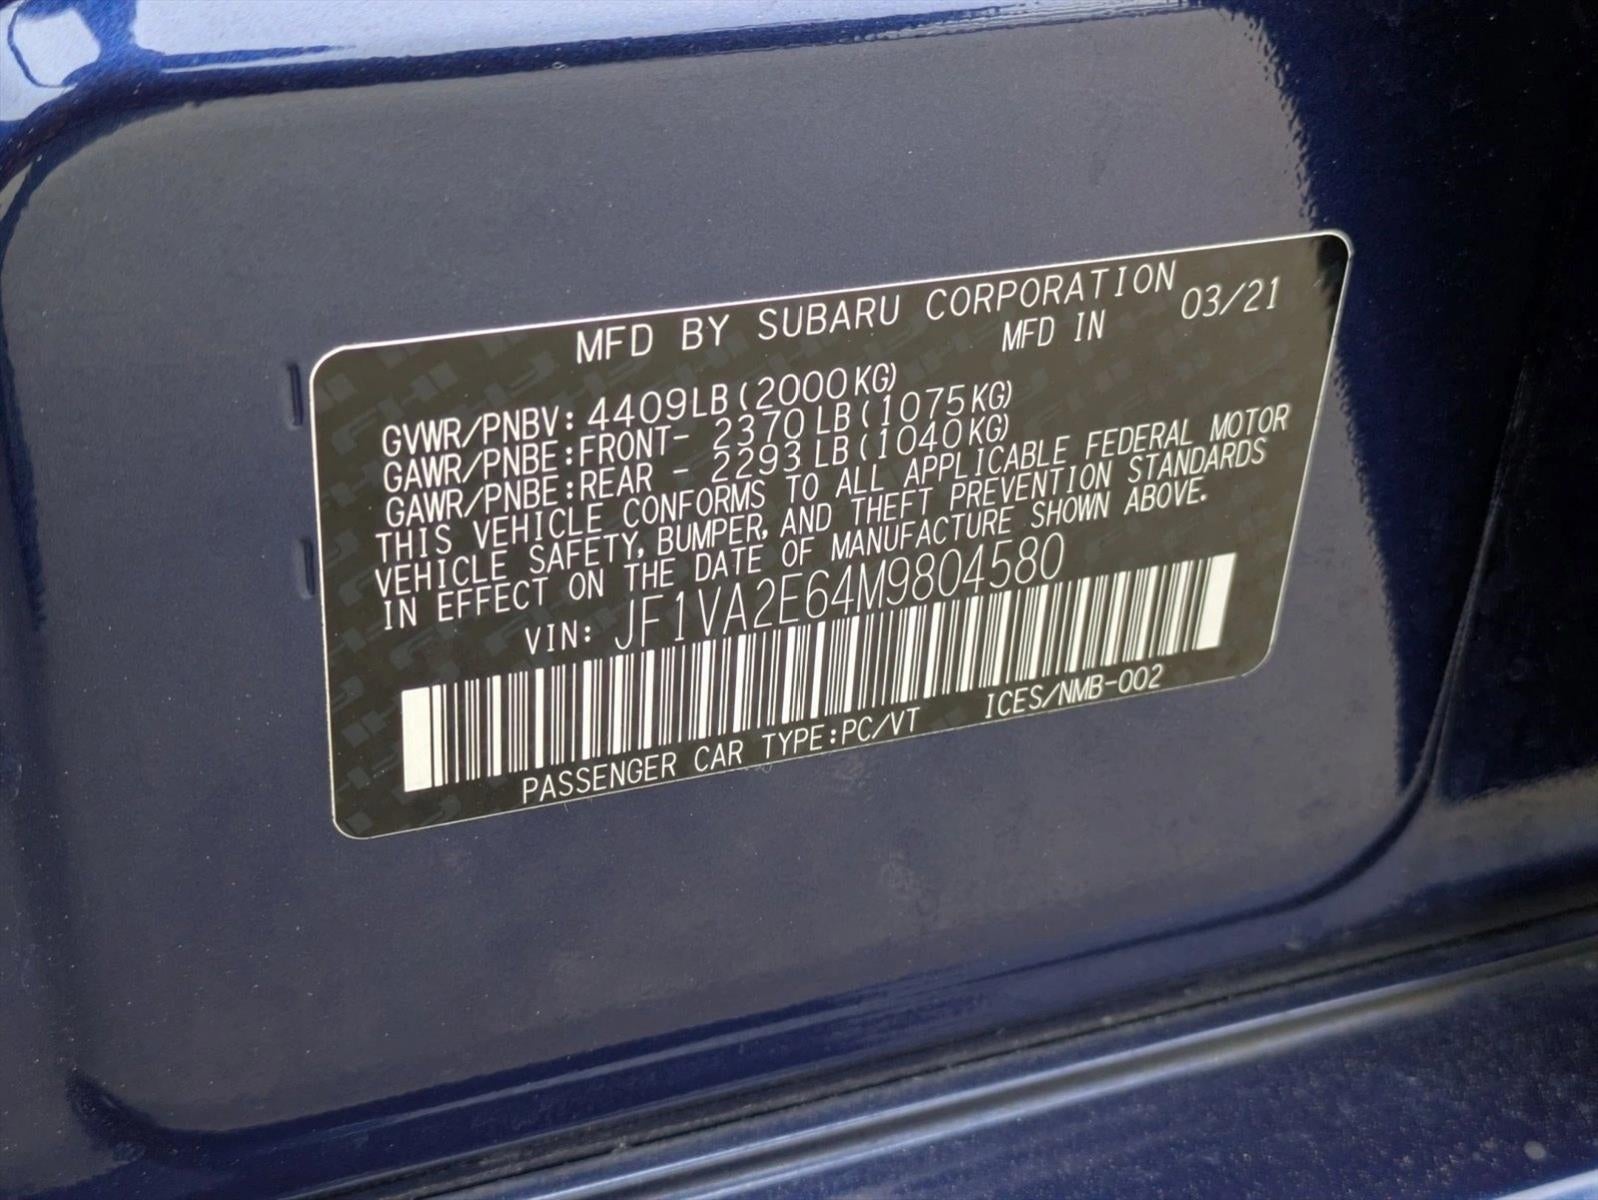 MFD BY SUBARU CORPORATION
MFD IN 03/21
GVWR/PNBV: 4409LB(2000KG)
GAWR/PNBE:FRONT- 2370LB(1075KG)
GAWR/PNBE:REAR - 2293LB(1040KG)
THIS VEHICLE CONFORMS TO ALL APPLICABLE FEDERAL MOTOR
VEHICLE SAFETY, BUMPER, AND THEFT PREVENTION STANDARDS
IN EFFECT ON THE DATE OF MANUFACTURE SHOWN ABOVE.
VIN: JF1VA2E64M9804580
PASSENGER CAR TYPE:PC/VT ICES/NMB-002